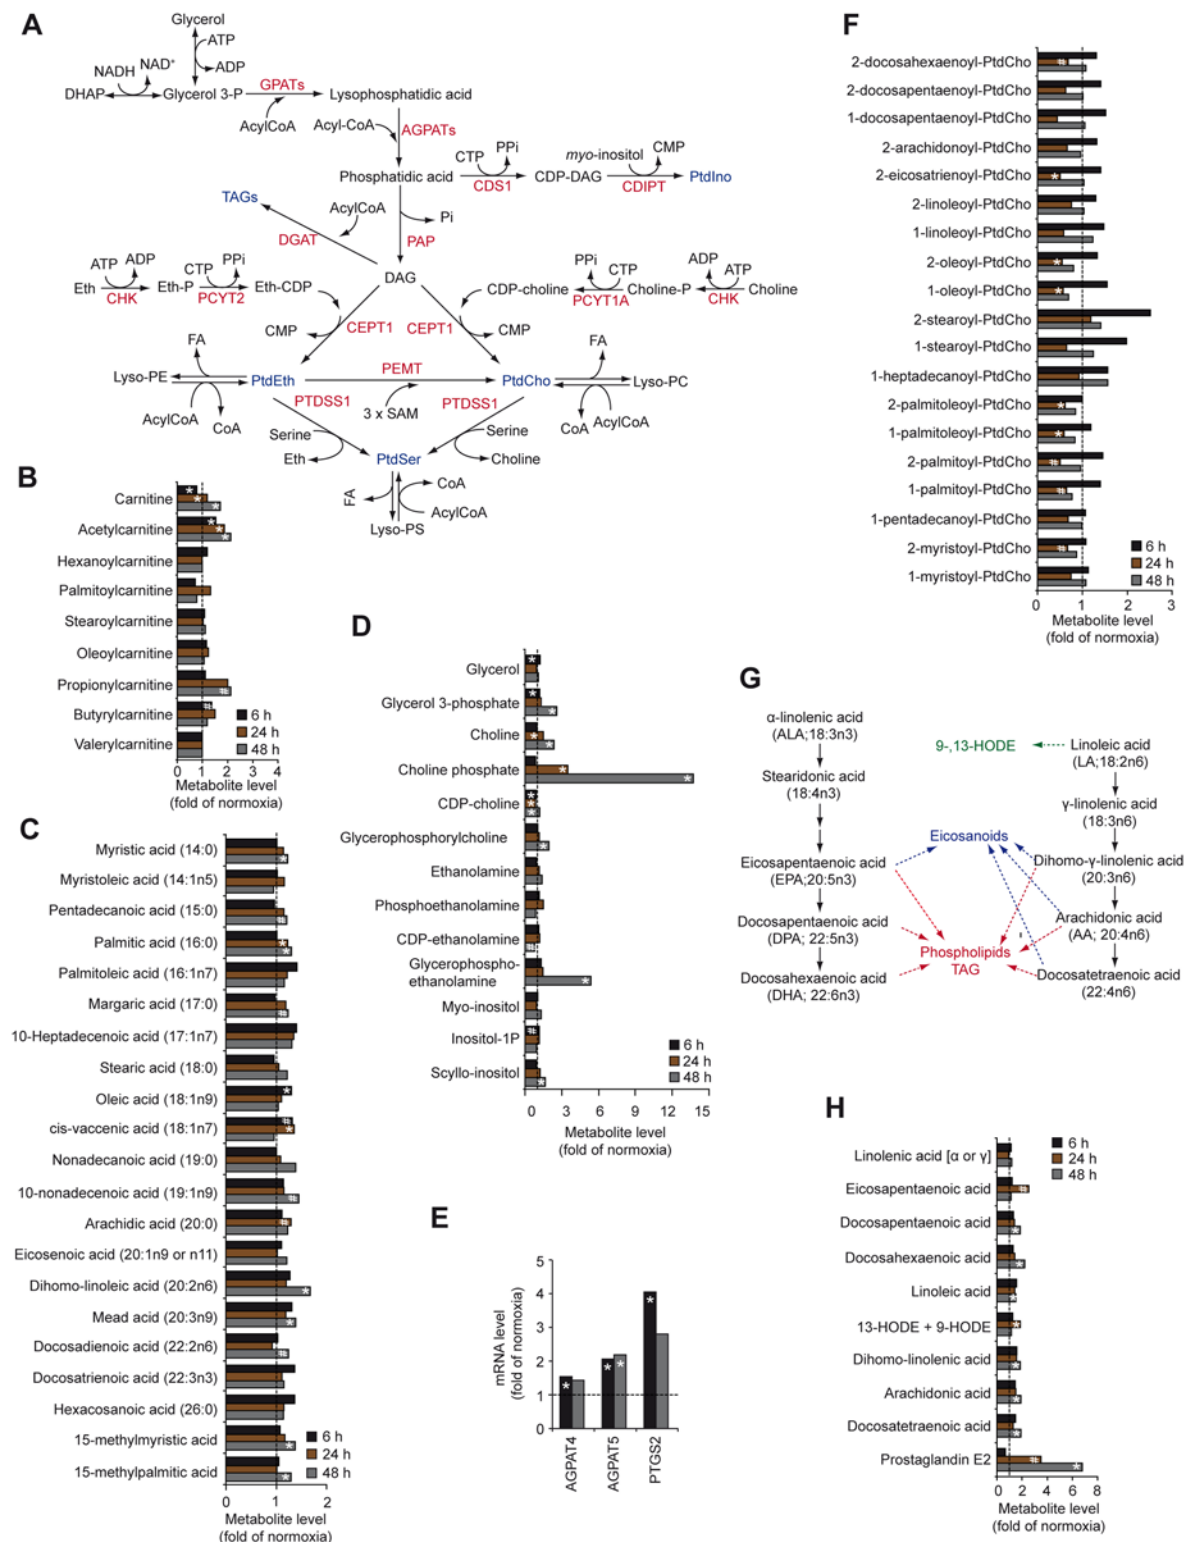 A
Glycerol
ATP
ADP
NADH
NAD+
DHAP
Glycerol 3-P
GPATs
AcylCoA
Lysophosphatidic acid
Acyl-CoA
AGPATs
Phosphatidic acid
CTP
PPi
CDS1
CDP-DAG
myo-inositol
CMP
CDIPT
PtdIno
TAGs
AcylCoA
DGAT
Pi
PAP
DAG
Eth
ATP
ADP
CHK
Eth-P
CTP
PPi
PCYT2
Eth-CDP
CDP-choline
PPi
CTP
PCYT1A
Choline-P
ADP
ATP
CHK
Choline
CMP
CEPT1
CEPT1
CMP
FA
Lyso-PE
AcylCoA
CoA
PtdEth
PEMT
3 x SAM
PtdCho
FA
Lyso-PC
CoA
AcylCoA
PTDSS1
PTDSS1
Serine
Eth
Serine
Choline
PtdSer
FA
CoA
AcylCoA
Lyso-PS
B
Carnitine
Acetylcarnitine
Hexanoylcarnitine
Palmitoylcarnitine
Stearoylcarnitine
Oleoylcarnitine
Propionylcarnitine
Butyrylcarnitine
Valerylcarnitine
6 h
24 h
48 h
0 1 2 3 4
Metabolite level
(fold of normoxia)
C
Myristic acid (14:0)
Myristoleic acid (14:1n5)
Pentadecanoic acid (15:0)
Palmitic acid (16:0)
Palmitoleic acid (16:1n7)
Margaric acid (17:0)
10-Heptadecenoic acid (17:1n7)
Stearic acid (18:0)
Oleic acid (18:1n9)
cis-vaccenic acid (18:1n7)
Nonadecanoic acid (19:0)
10-nonadecenoic acid (19:1n9)
Arachidic acid (20:0)
Eicosenoic acid (20:1n9 or n11)
Dihomo-linoleic acid (20:2n6)
Mead acid (20:3n9)
Docosadienoic acid (22:2n6)
Docosatrienoic acid (22:3n3)
Hexacosanoic acid (26:0)
15-methylmyristic acid
15-methylpalmitic acid
6 h
24 h
48 h
0 1 2
Metabolite level
(fold of normoxia)
D
Glycerol
Glycerol 3-phosphate
Choline
Choline phosphate
CDP-choline
Glycerophosphorylcholine
Ethanolamine
Phosphoethanolamine
CDP-ethanolamine
Glycerophospho-
ethanolamine
Myo-inositol
Inositol-1P
Scyllo-inositol
6 h
24 h
48 h
0 3 6 9 12 15
Metabolite level
(fold of normoxia)
E
mRNA level
(fold of normoxia)
5
4
3
2
1
0
AGPAT4
AGPAT5
PTGS2
F
2-docosahexaenoyl-PtdCho
2-docosapentaenoyl-PtdCho
1-docosapentaenoyl-PtdCho
2-arachidonoyl-PtdCho
2-eicosatrienoyl-PtdCho
2-linoleoyl-PtdCho
1-linoleoyl-PtdCho
2-oleoyl-PtdCho
1-oleoyl-PtdCho
2-stearoyl-PtdCho
1-stearoyl-PtdCho
1-heptadecanoyl-PtdCho
2-palmitoleoyl-PtdCho
1-palmitoleoyl-PtdCho
2-palmitoyl-PtdCho
1-palmitoyl-PtdCho
1-pentadecanoyl-PtdCho
2-myristoyl-PtdCho
1-myristoyl-PtdCho
6 h
24 h
48 h
0 1 2 3
Metabolite level
(fold of normoxia)
G
α-linolenic acid
(ALA;18:3n3)
Stearidonic acid
(18:4n3)
Eicosapentaenoic acid
(EPA;20:5n3)
Docosapentaenoic acid
(DPA; 22:5n3)
Docosahexaenoic acid
(DHA; 22:6n3)
9-,13-HODE
Eicosanoids
Phospholipids
TAG
Linoleic acid
(LA;18:2n6)
γ-linolenic acid
(18:3n6)
Dihomo-γ-linolenic acid
(20:3n6)
Arachidonic acid
(AA; 20:4n6)
Docosatetraenoic acid
(22:4n6)
H
Linolenic acid [α or γ]
Eicosapentaenoic acid
Docosapentaenoic acid
Docosahexaenoic acid
Linoleic acid
13-HODE + 9-HODE
Dihomo-linolenic acid
Arachidonic acid
Docosatetraenoic acid
Prostaglandin E2
6 h
24 h
48 h
0 2 4 6 8
Metabolite level
(fold of normoxia)